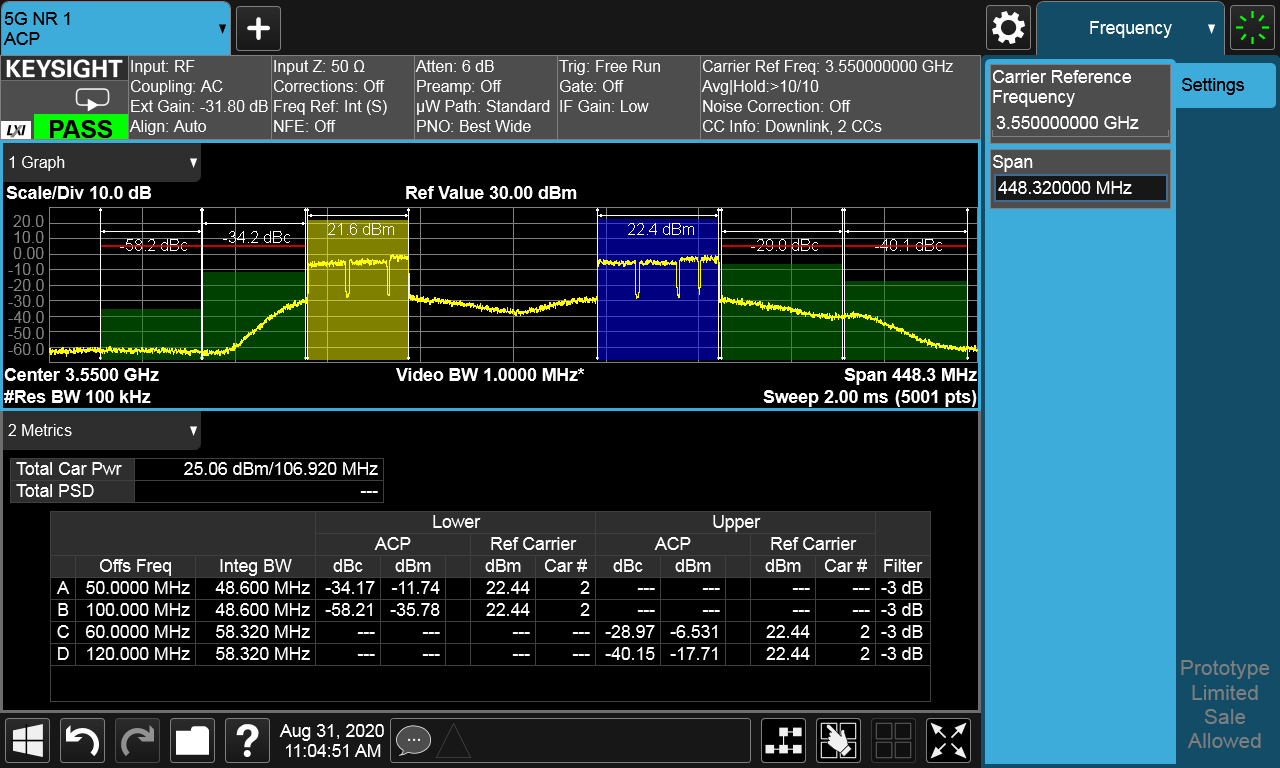 5G NR 1
ACP
Frequency
KEYSIGHT
LXI
PASS
Input: RF
Coupling: AC
Ext Gain: -31.80 dB
Align: Auto
Input Z: 50 Ω
Corrections: Off
Freq Ref: Int (S)
NFE: Off
Atten: 6 dB
Preamp: Off
µW Path: Standard
PNO: Best Wide
Trig: Free Run
Gate: Off
IF Gain: Low
Carrier Ref Freq: 3.550000000 GHz
Avg|Hold:>10/10
Noise Correction: Off
CC Info: Downlink, 2 CCs
Carrier Reference
Frequency
3.550000000 GHz
Span
448.320000 MHz
Settings
1 Graph
Scale/Div 10.0 dB
Ref Value 30.00 dBm
20.0
10.0
0.00
-10.0
-20.0
-30.0
-40.0
-50.0
-60.0
-58.2 dBc
-34.2 dBc
21.6 dBm
22.4 dBm
-29.0 dBc
-40.1 dBc
Center 3.5500 GHz
Video BW 1.0000 MHz*
Span 448.3 MHz
#Res BW 100 kHz
Sweep 2.00 ms (5001 pts)
2 Metrics
Total Car Pwr 25.06 dBm/106.920 MHz
Total PSD ---
Lower Upper
ACP Ref Carrier ACP Ref Carrier
Offs Freq Integ BW dBc dBm dBm Car # dBc dBm dBm Car # Filter
A 50.0000 MHz 48.600 MHz -34.17 -11.74 22.44 2 --- --- --- --- -3 dB
B 100.000 MHz 48.600 MHz -58.21 -35.78 22.44 2 --- --- --- --- -3 dB
C 60.0000 MHz 58.320 MHz --- --- --- --- -28.97 -6.531 22.44 2 -3 dB
D 120.000 MHz 58.320 MHz --- --- --- --- -40.15 -17.71 22.44 2 -3 dB
Prototype
Limited
Sale
Allowed
Aug 31, 2020
11:04:51 AM